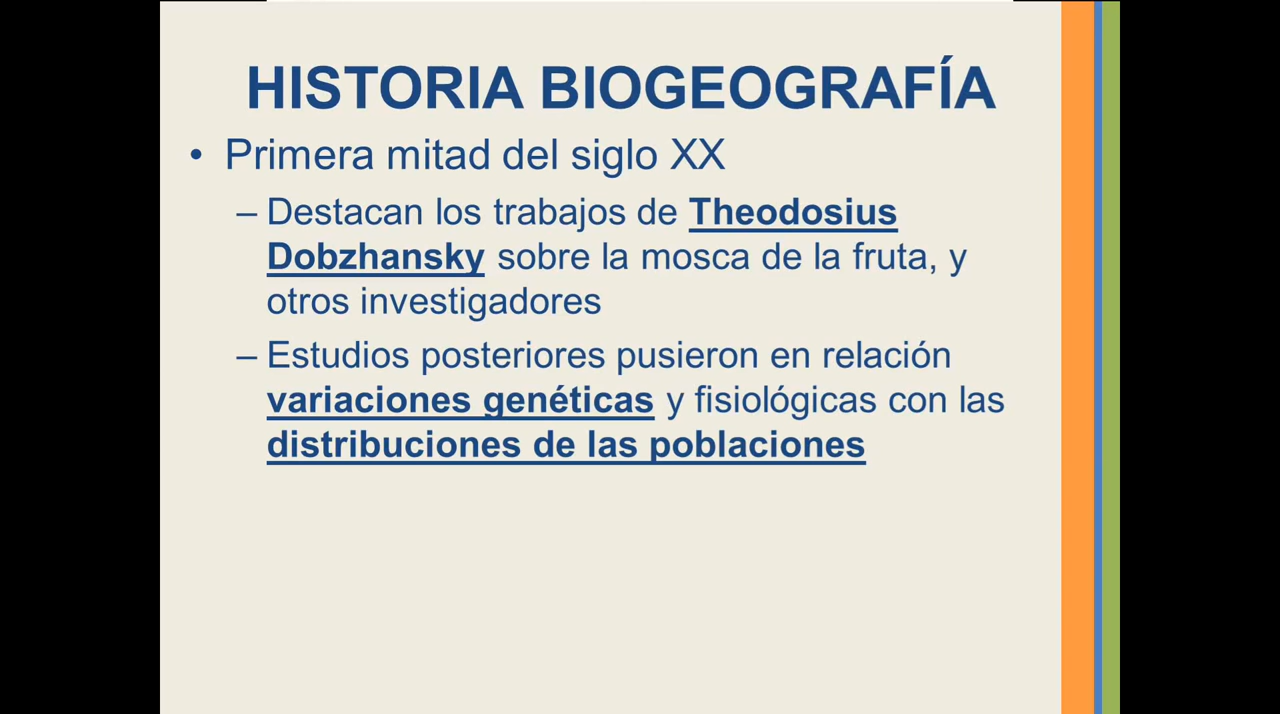 HISTORIA BIOGEOGRAFÍA
• Primera mitad del siglo XX
– Destacan los trabajos de Theodosius
Dobzhansky sobre la mosca de la fruta, y
otros investigadores
– Estudios posteriores pusieron en relación
variaciones genéticas y fisiológicas con las
distribuciones de las poblaciones